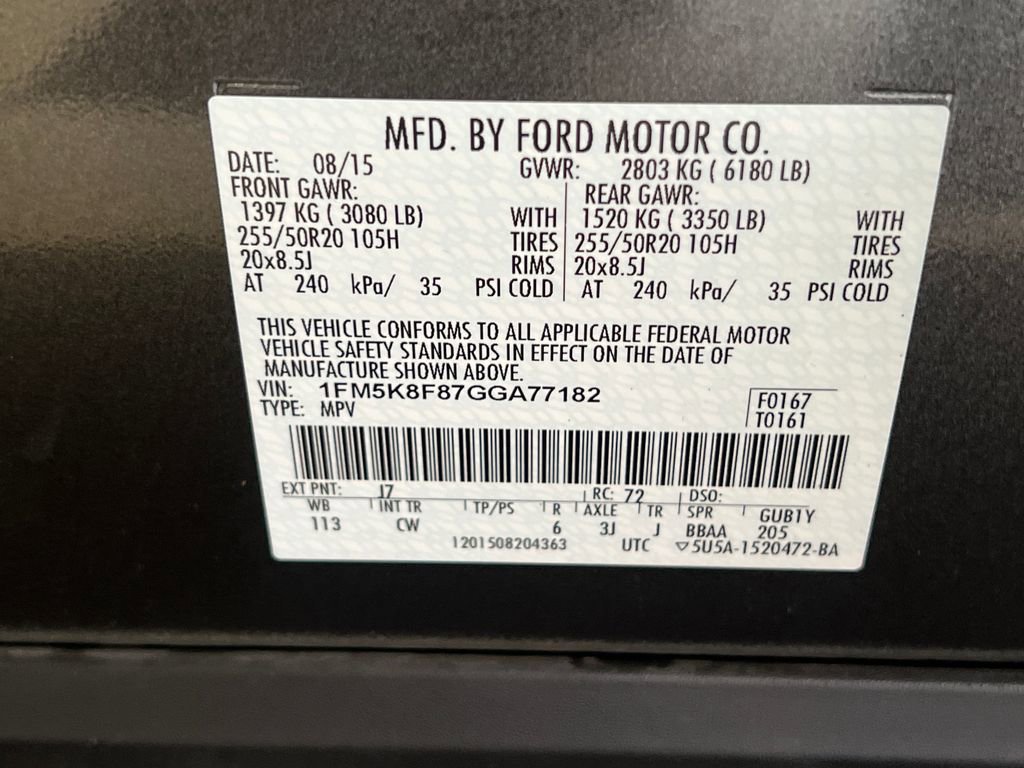 MFD. BY FORD MOTOR CO.
DATE: 08/15 GVWR: 2803 KG ( 6180 LB)
FRONT GAWR: REAR GAWR:
1397 KG ( 3080 LB) WITH 1520 KG ( 3350 LB) WITH
255/50R20 105H TIRES 255/50R20 105H TIRES
20x8.5J RIMS 20x8.5J RIMS
AT 240 kPa/ 35 PSI COLD AT 240 kPa/ 35 PSI COLD
THIS VEHICLE CONFORMS TO ALL APPLICABLE FEDERAL MOTOR
VEHICLE SAFETY STANDARDS IN EFFECT ON THE DATE OF
MANUFACTURE SHOWN ABOVE.
VIN: 1FM5K8F87GGA77182 F0167
TYPE: MPV T0161
EXT PNT: J7 RC: 72 DSO:
WB INT TR TP/PS R AXLE TR SPR GUB1Y
113 CW 6 3J J BBAA 205
1201508204363 UTC ▽5U5A-1520472-BA